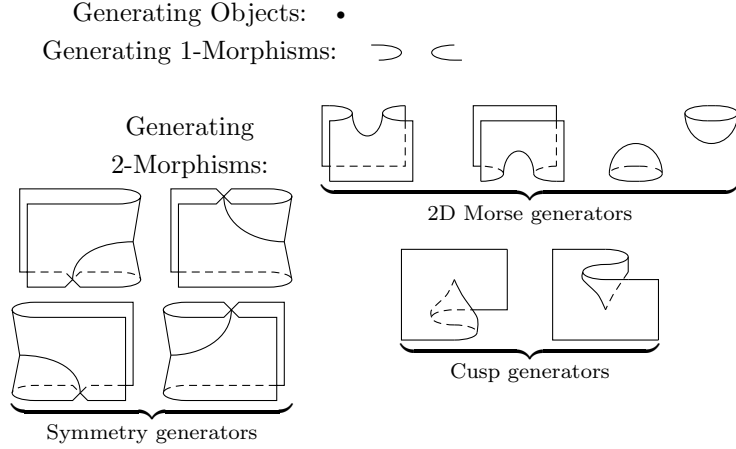 Generating Objects:
Generating 1-Morphisms:
Generating
2-Morphisms:
2D Morse generators
Cusp generators
Symmetry generators